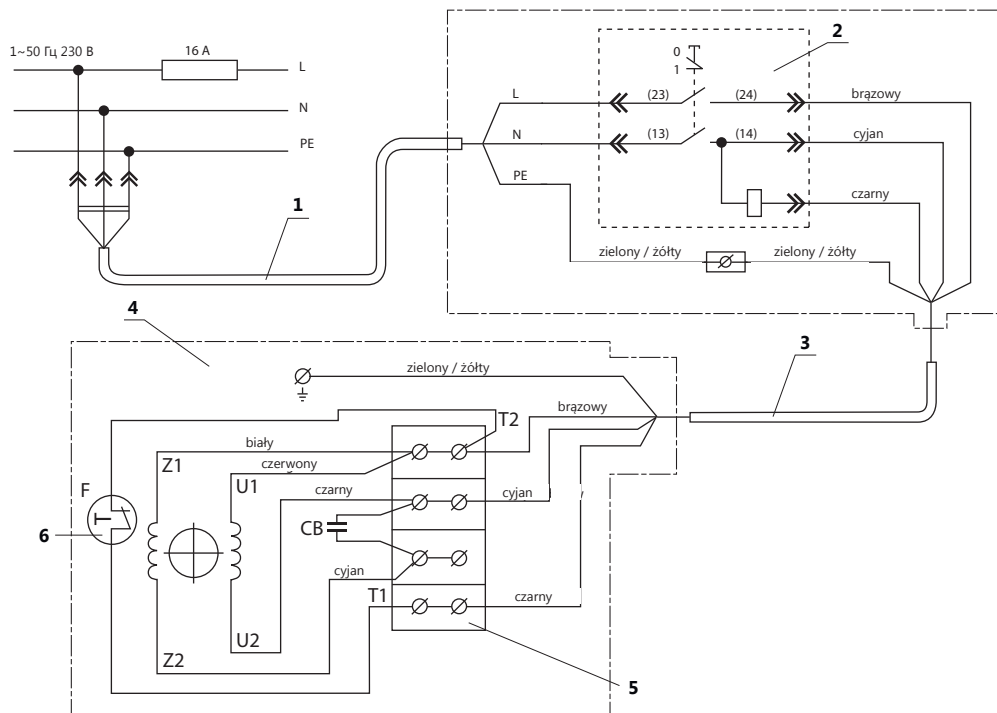 1~50 Гц 230 В
16 A
L
N
PE
1
2
0
1
L
(23)
(24)
brązowy
N
(13)
(14)
cyjan
PE
czarny
zielony / żółty
zielony / żółty
4
3
zielony / żółty
T2
brązowy
biały
Z1
czerwony
U1
czarny
cyjan
F
CB
6
cyjan
T1
czarny
U2
Z2
5